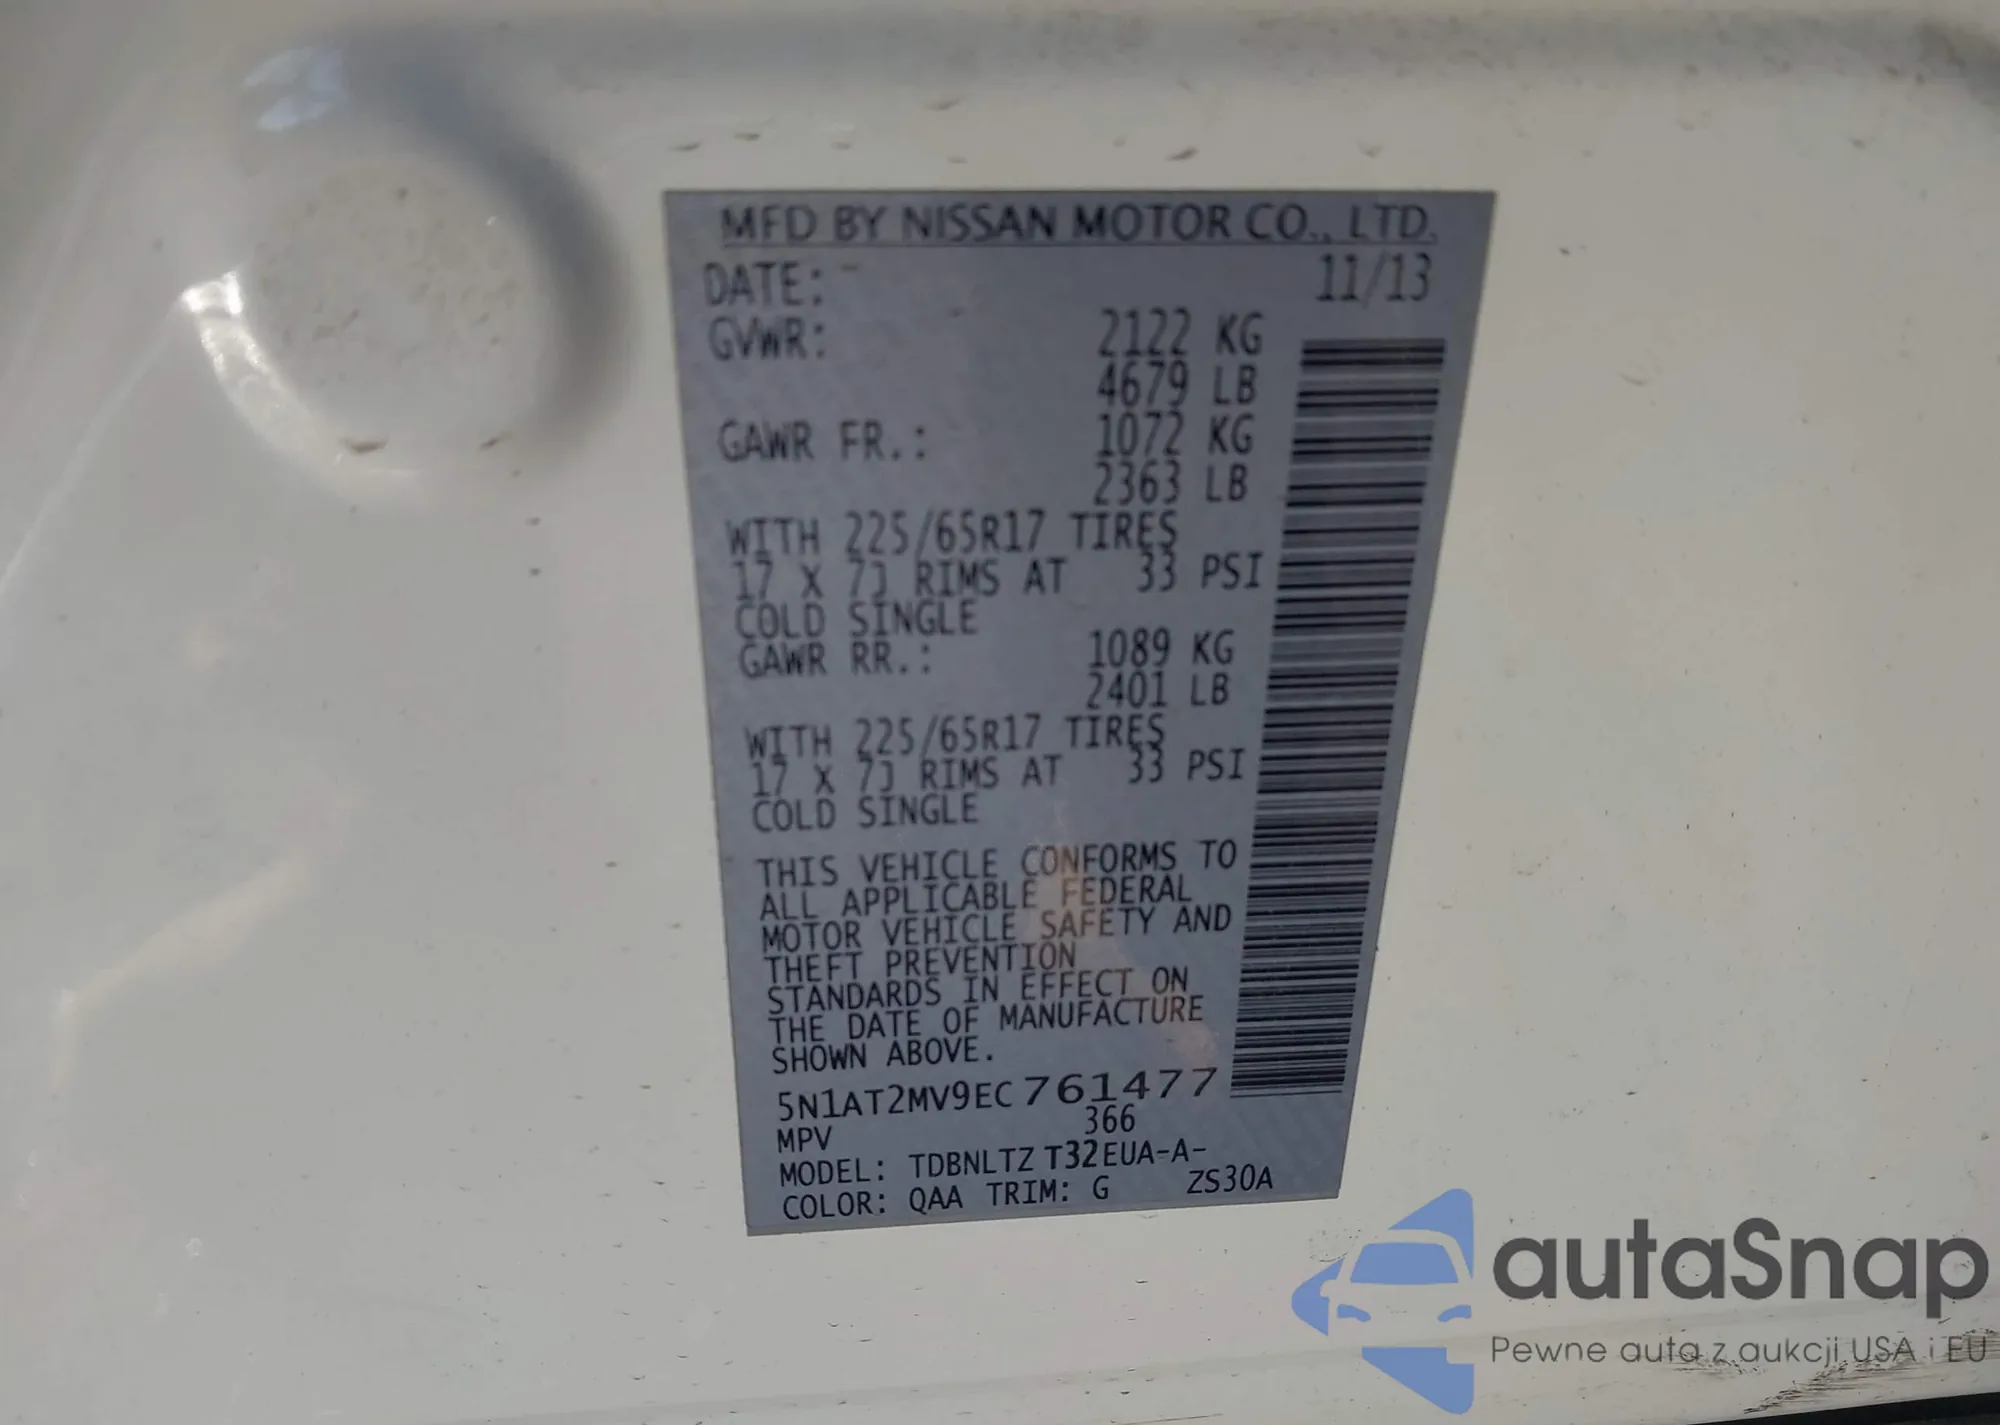 MFD BY NISSAN MOTOR CO., LTD.
DATE: 11/13
GVWR: 2122 KG
4679 LB
GAWR FR.: 1072 KG
2363 LB
WITH 225/65R17 TIRES
17 X 7J RIMS AT 33 PSI
COLD SINGLE
GAWR RR.: 1089 KG
2401 LB
WITH 225/65R17 TIRES
17 X 7J RIMS AT 33 PSI
COLD SINGLE
THIS VEHICLE CONFORMS TO
ALL APPLICABLE FEDERAL
MOTOR VEHICLE SAFETY AND
THEFT PREVENTION
STANDARDS IN EFFECT ON
THE DATE OF MANUFACTURE
SHOWN ABOVE.
5N1AT2MV9EC761477
MPV 366
MODEL: TDBNLTZ T32EUA-A-
COLOR: QAA TRIM: G ZS30A
autaSnap
Pewne auta z aukcji USA i EU